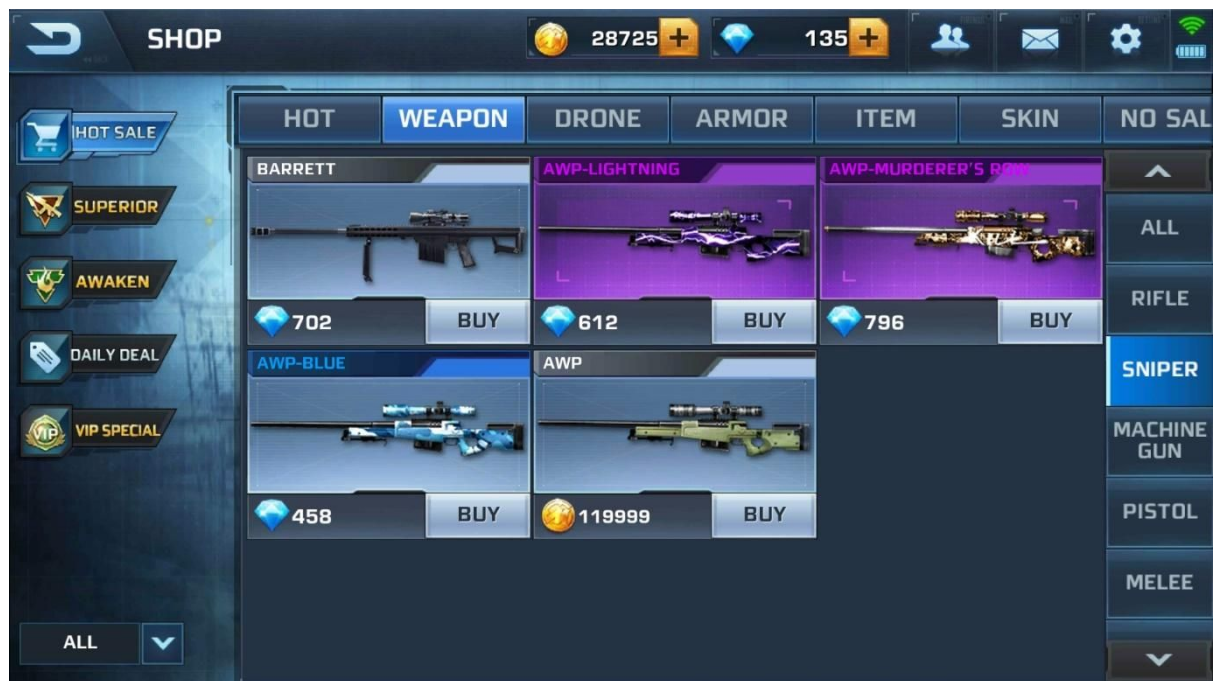 SHOP
28725
135
HOT SALE
SUPERIOR
AWAKEN
DAILY DEAL
VIP
VIP SPECIAL
ALL
HOT
WEAPON
DRONE
ARMOR
ITEM
SKIN
NO SAL
BARRETT
702
BUY
AWP-LIGHTNING
612
BUY
AWP-MURDERER'S ROW
796
BUY
AWP-BLUE
458
BUY
AWP
119999
BUY
ALL
RIFLE
SNIPER
MACHINE
GUN
PISTOL
MELEE